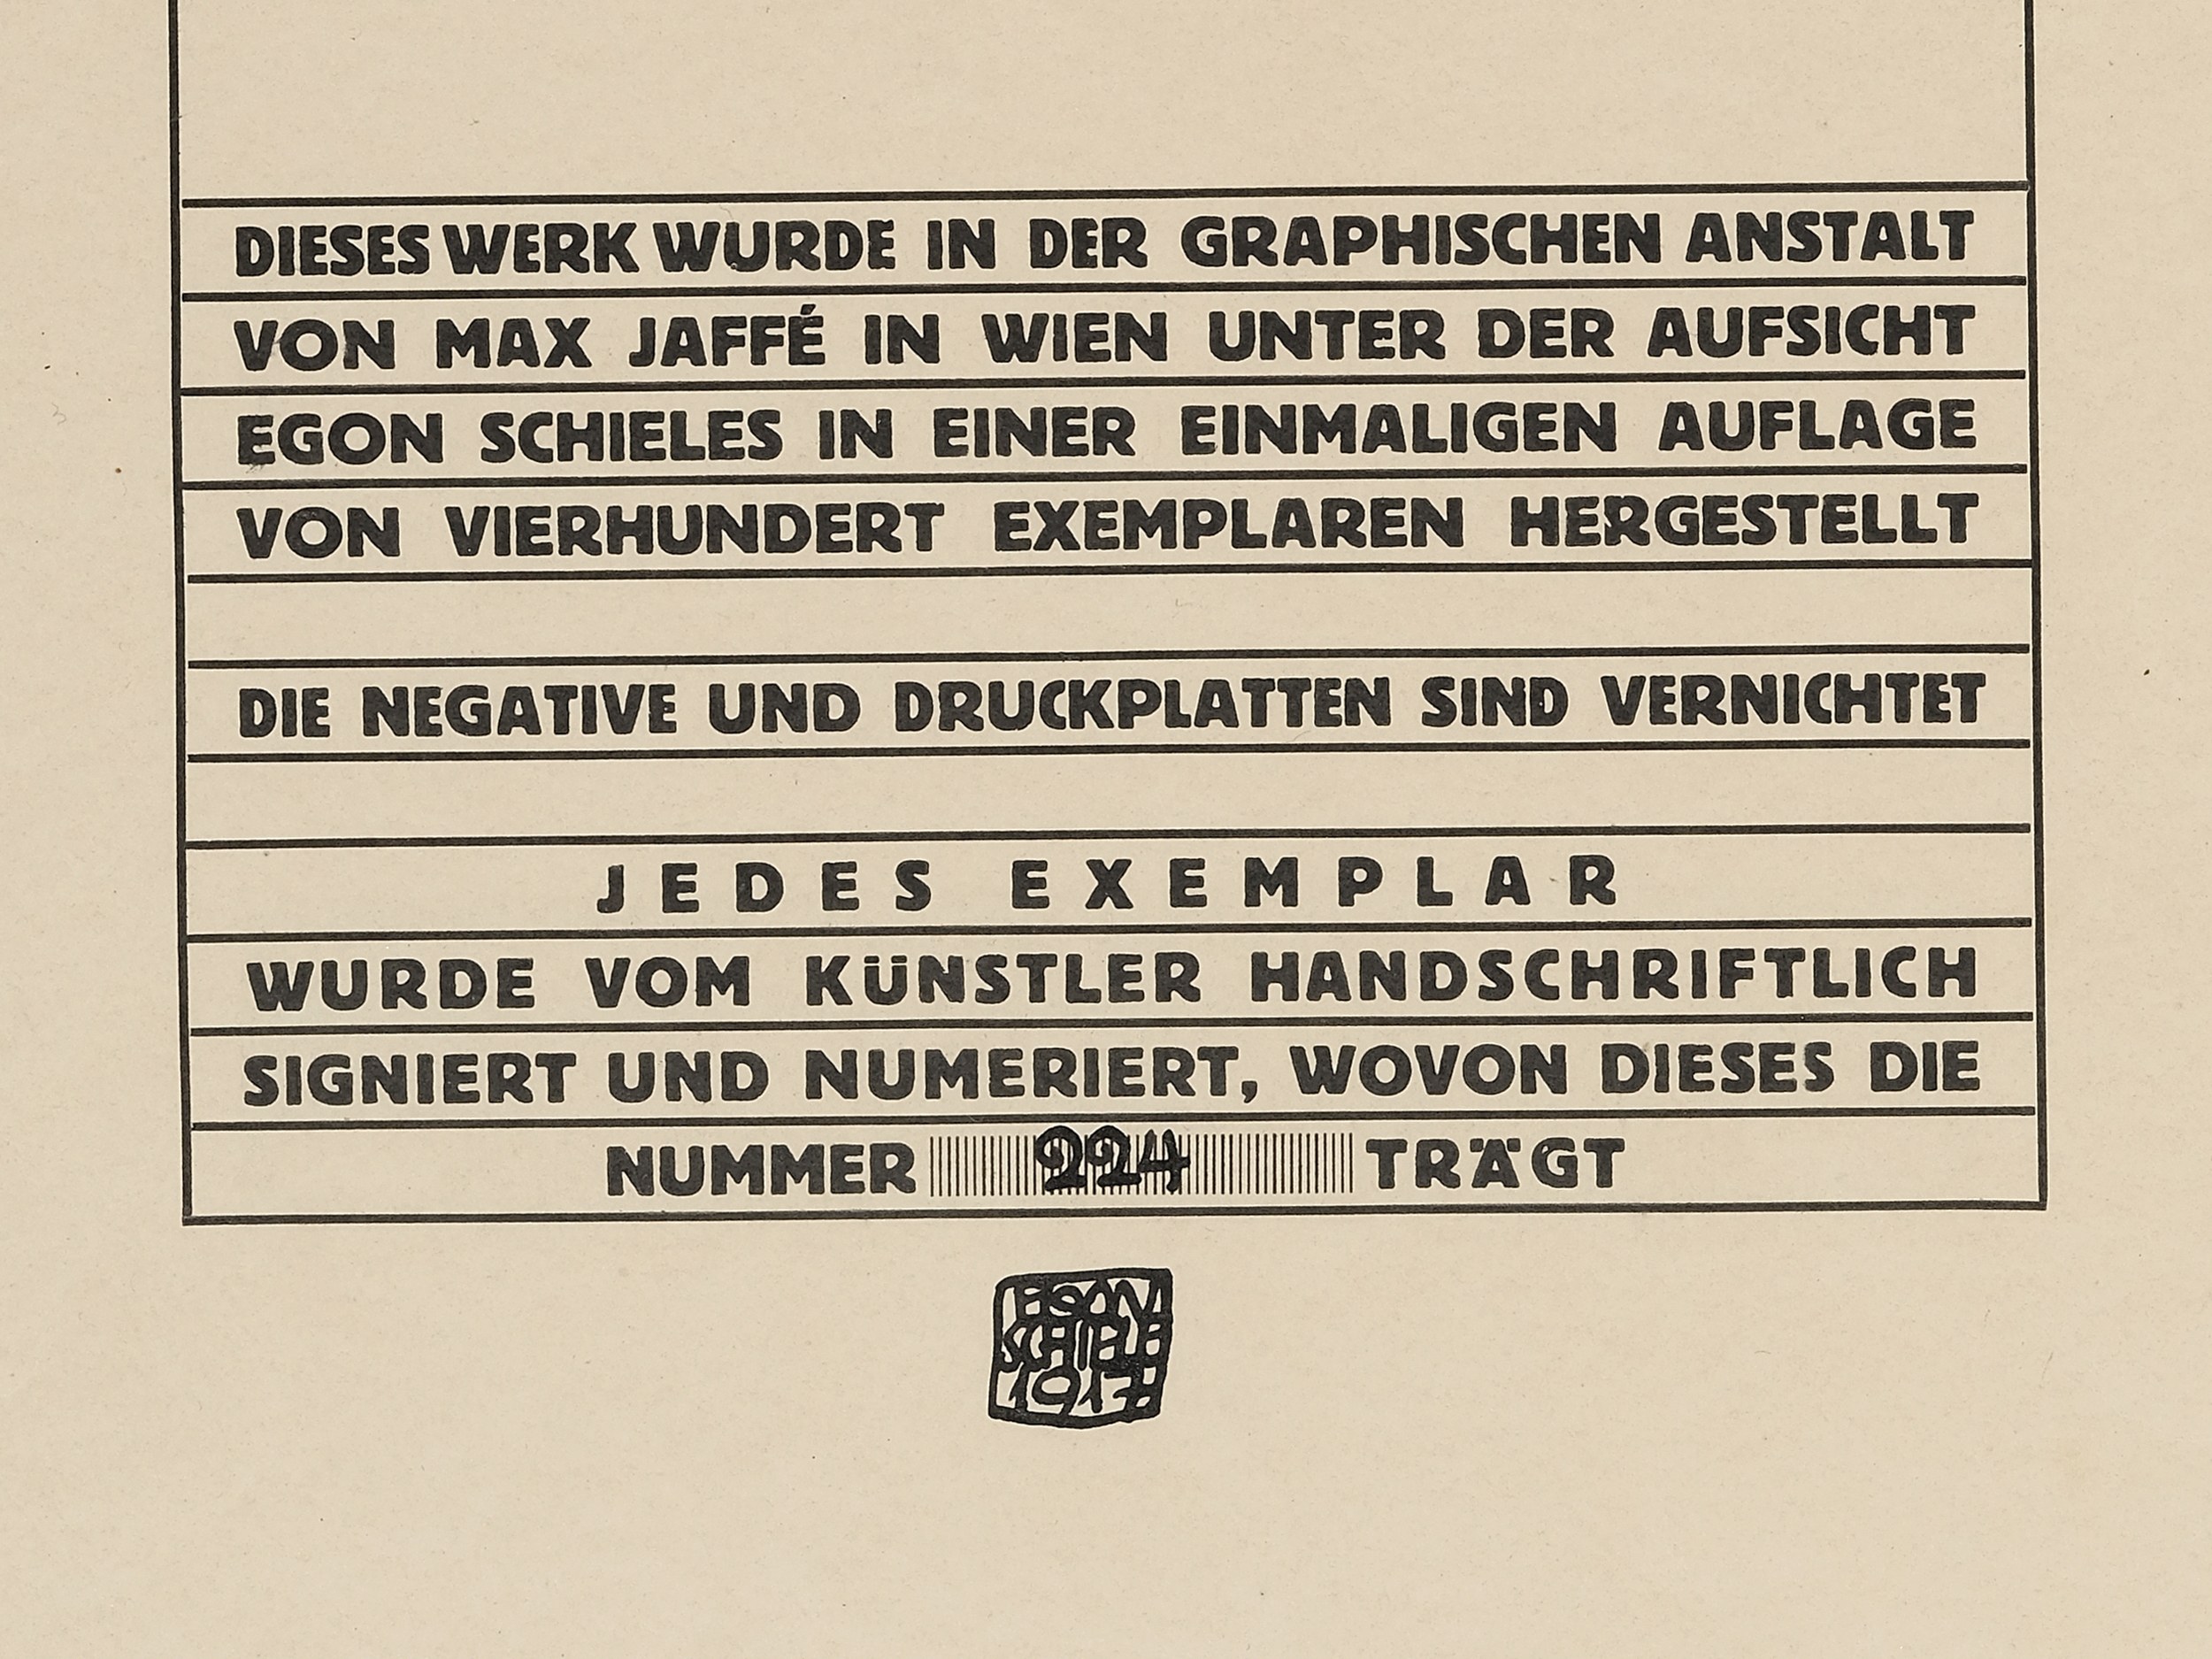 DIESES WERK WURDE IN DER GRAPHISCHEN ANSTALT
VON MAX JAFFÉ IN WIEN UNTER DER AUFSICHT
EGON SCHIELES IN EINER EINMALIGEN AUFLAGE
VON VIERHUNDERT EXEMPLAREN HERGESTELLT
DIE NEGATIVE UND DRUCKPLATTEN SIND VERNICHTET
JEDES EXEMPLAR
WURDE VOM KÜNSTLER HANDSCHRIFTLICH
SIGNIERT UND NUMERIERT, WOVON DIESES DIE
NUMMER 224 TRÄGT
EGON
SCHIELE
1917